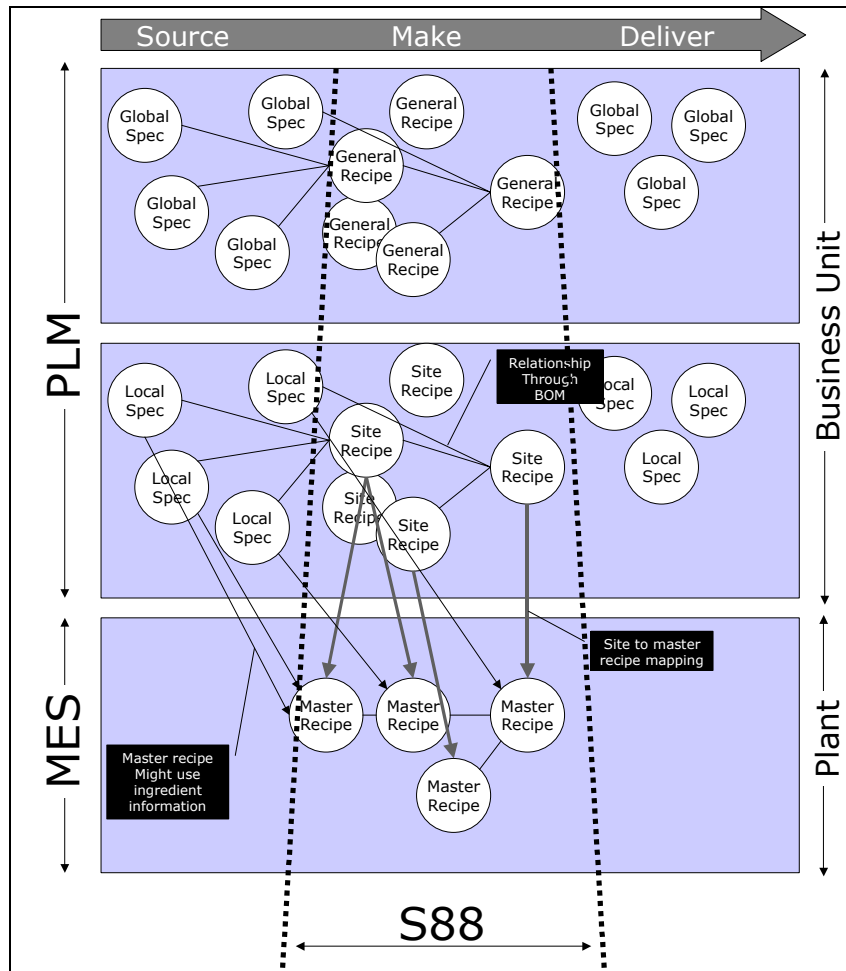 Source
Make
Deliver
PLM
Business Unit
Global
Spec
Global
Spec
General
Recipe
Global
Spec
Global
Spec
General
Recipe
General
Recipe
Global
Spec
Global
Spec
Global
Spec
General
Recipe
General
Recipe
Local
Spec
Local
Spec
Site
Recipe
Relationship
Through
BOM
Local
Spec
Local
Spec
Site
Recipe
Site
Recipe
Local
Spec
Local
Spec
Local
Spec
Site
Recipe
Site
Recipe
MES
Plant
Site to master
recipe mapping
Master
Recipe
Master
Recipe
Master
Recipe
Master recipe
Might use
ingredient
information
Master
Recipe
S88